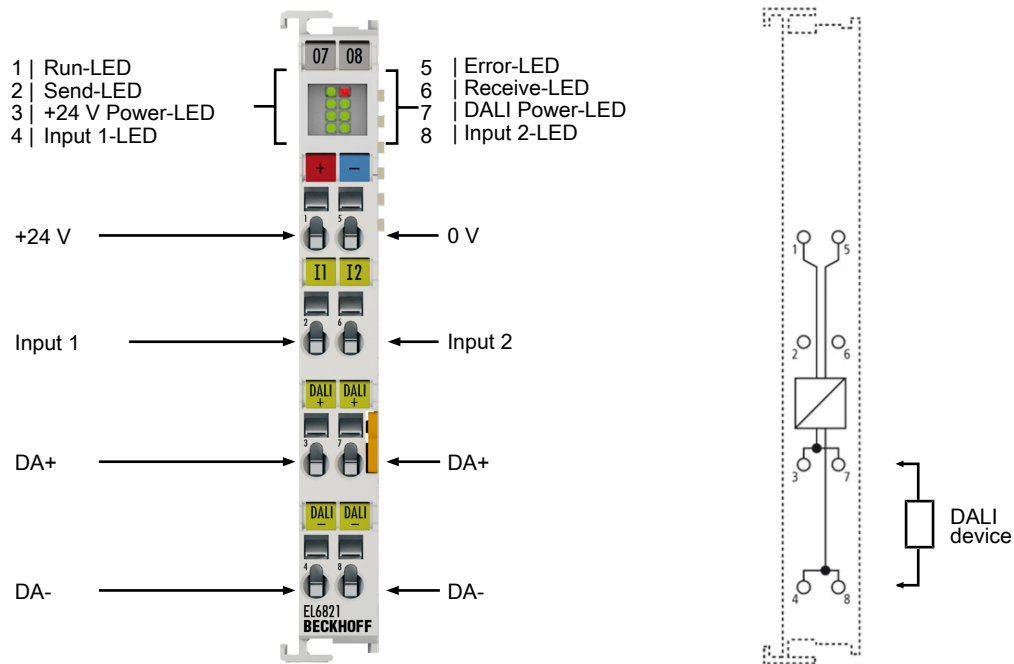 07 08
1 | Run-LED
2 | Send-LED
3 | +24 V Power-LED
4 | Input 1-LED
5 | Error-LED
6 | Receive-LED
7 | DALI Power-LED
8 | Input 2-LED
+ −
1 5
+24 V
0 V
I1 I2
2 6
Input 1
Input 2
DALI DALI
+ +
3 7
DA+
DA+
DALI DALI
− −
4 8
DA-
DA-
EL6821
BECKHOFF
1 5
2 6
3 7
4 8
DALI
device